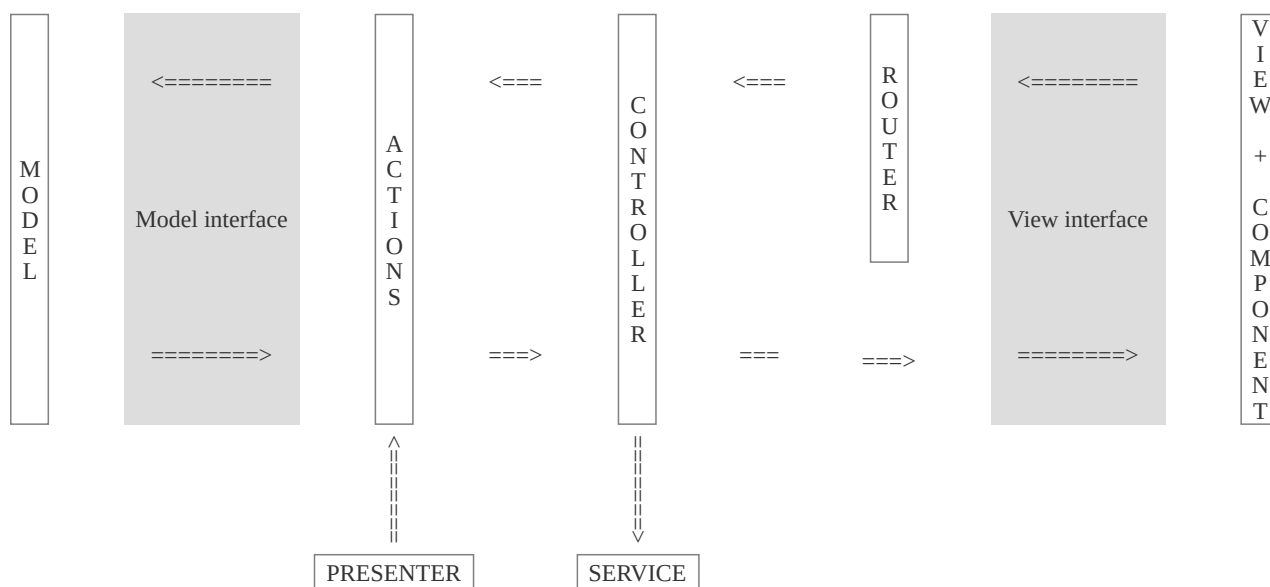 MODEL
<========
Model interface
========>
ACTIONS
<===
===>
CONTROLLER
<===
===
ROUTER
===>
<========
View interface
========>
VIEW + COMPONENT
<======
======>
PRESENTER
SERVICE